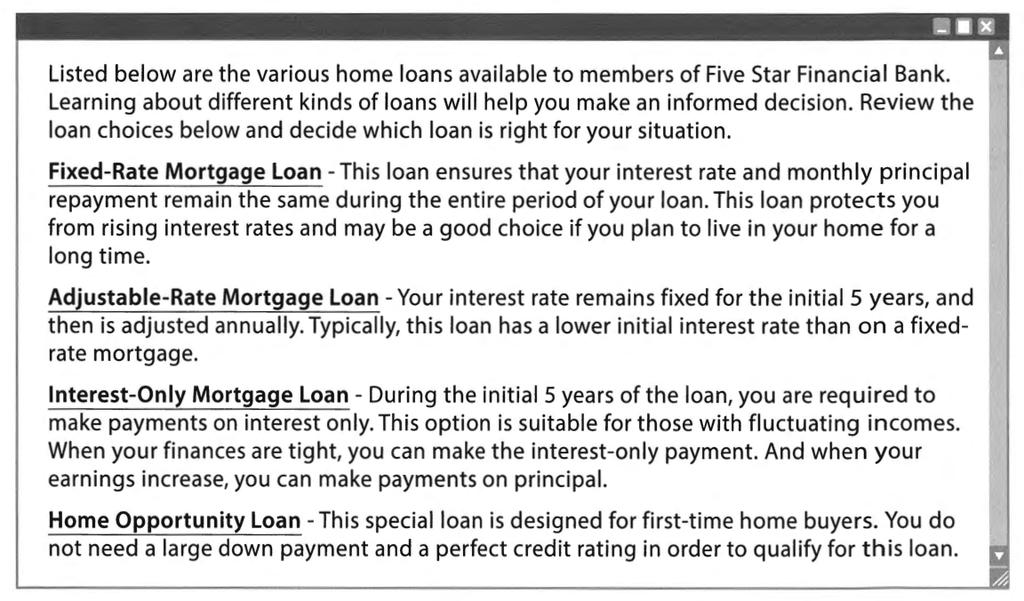 Listed below are the various home loans available to members of Five Star Financial Bank.
Learning about different kinds of loans will help you make an informed decision. Review the
loan choices below and decide which loan is right for your situation.
Fixed-Rate Mortgage Loan - This loan ensures that your interest rate and monthly principal
repayment remain the same during the entire period of your loan. This loan protects you
from rising interest rates and may be a good choice if you plan to live in your home for a
long time.
Adjustable-Rate Mortgage Loan - Your interest rate remains fixed for the initial 5 years, and
then is adjusted annually. Typically, this loan has a lower initial interest rate than on a fixed-
rate mortgage.
Interest-Only Mortgage Loan - During the initial 5 years of the loan, you are required to
make payments on interest only. This option is suitable for those with fluctuating incomes.
When your finances are tight, you can make the interest-only payment. And when your
earnings increase, you can make payments on principal.
Home Opportunity Loan - This special loan is designed for first-time home buyers. You do
not need a large down payment and a perfect credit rating in order to qualify for this loan.